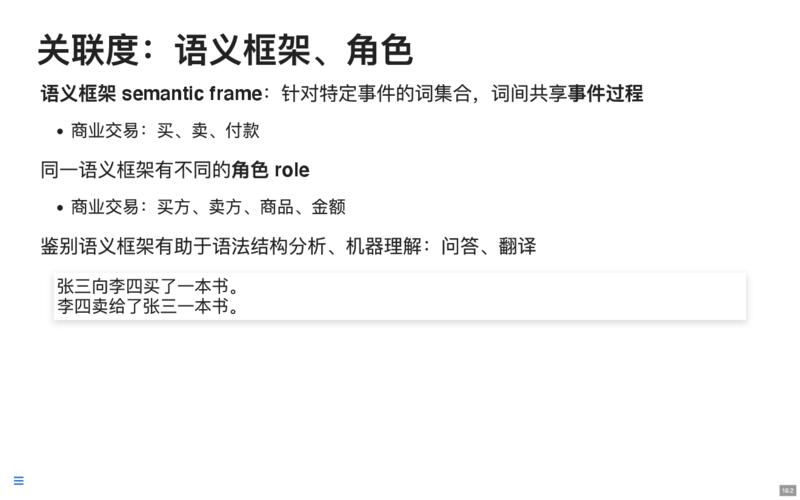 关联度：语义框架、角色
语义框架 semantic frame：针对特定事件的词集合，词间共享事件过程
• 商业交易：买、卖、付款
同一语义框架有不同的角色 role
• 商业交易：买方、卖方、商品、金额
鉴别语义框架有助于语法结构分析、机器理解：问答、翻译
张三向李四买了一本书。
李四卖给了张三一本书。